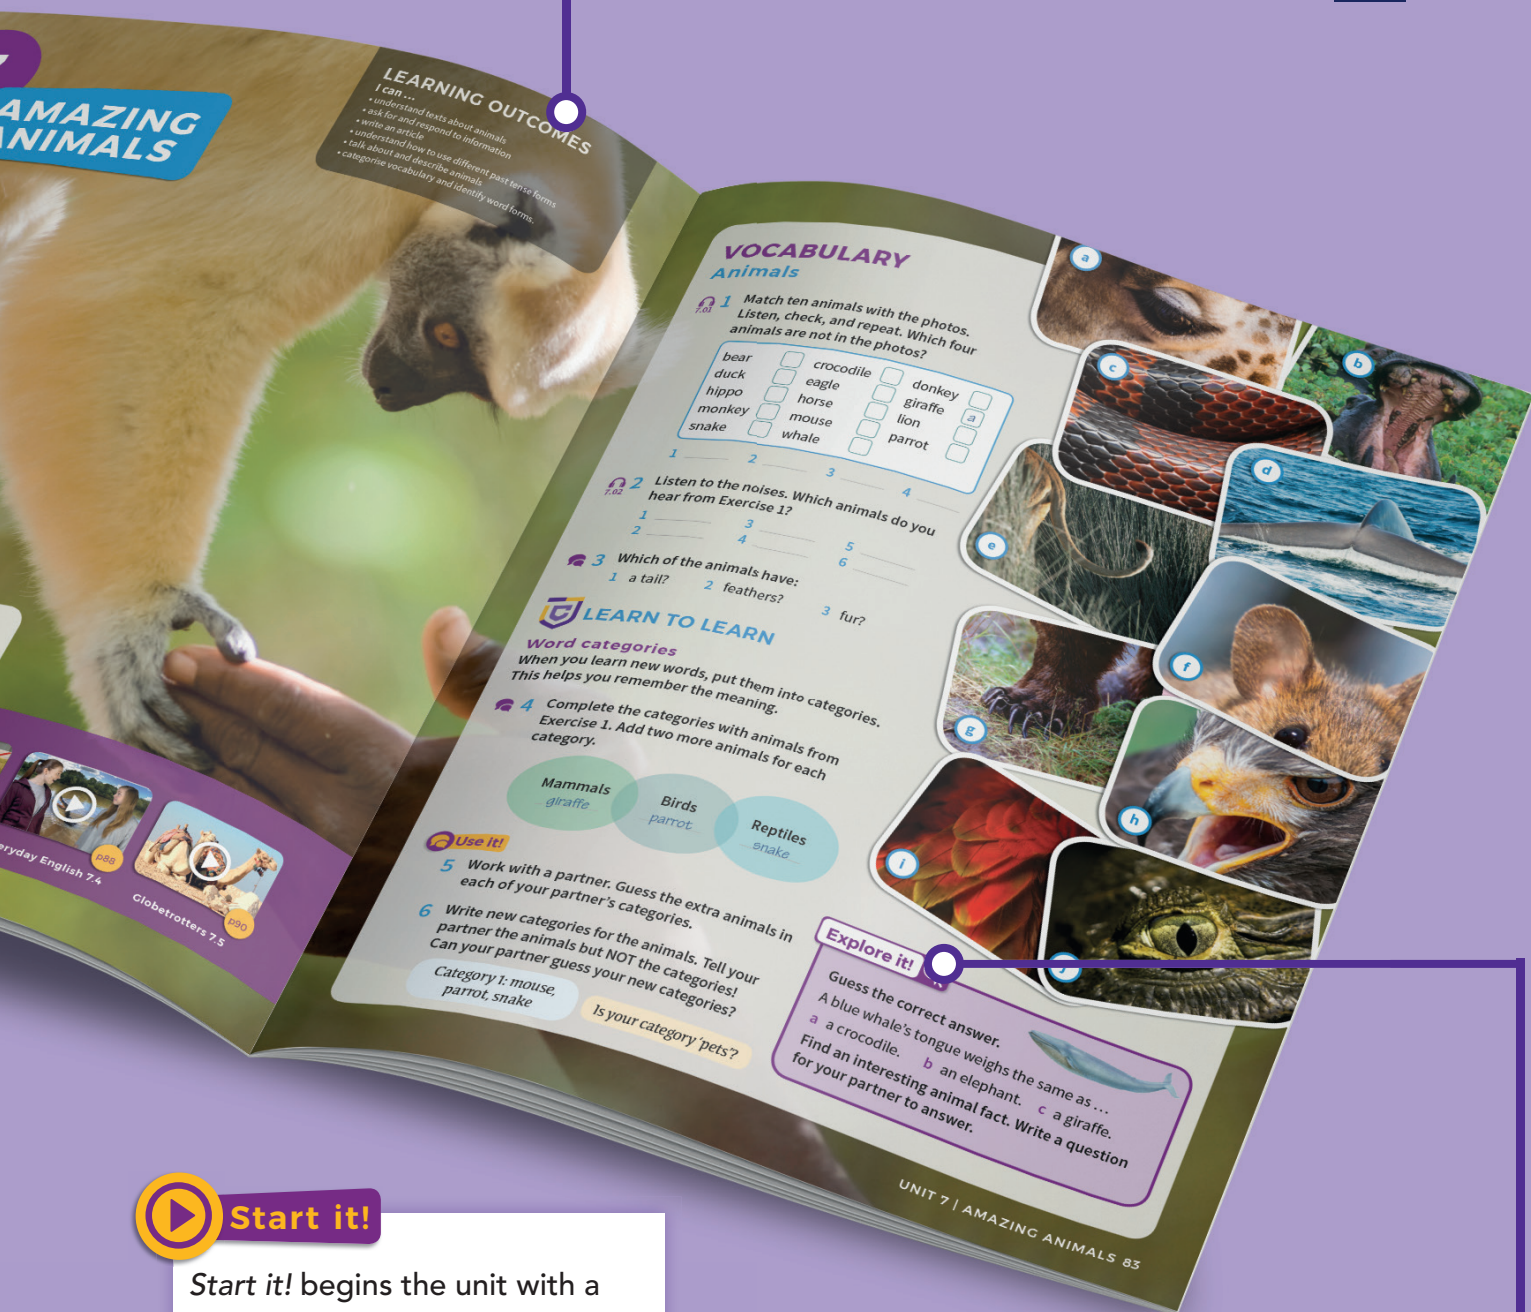 AMAZING
ANIMALS
LEARNING OUTCOMES
I can ...
• understand texts about animals
• ask for and respond to information
• write an article
• understand how to use different past tense forms
• talk about and describe animals
• categorise vocabulary and identify word forms.
eryday English 7.4
p88
Globetrotters 7.5
p90
VOCABULARY
Animals
7.01
1 Match ten animals with the photos.
Listen, check, and repeat. Which four
animals are not in the photos?
bear crocodile donkey
duck eagle giraffe a
hippo horse lion
monkey mouse parrot
snake whale
1 2 3 4
7.02
2 Listen to the noises. Which animals do you
hear from Exercise 1?
1 3 5
2 4 6
3 Which of the animals have:
1 a tail? 2 feathers? 3 fur?
LEARN TO LEARN
Word categories
When you learn new words, put them into categories.
This helps you remember the meaning.
4 Complete the categories with animals from
Exercise 1. Add two more animals for each
category.
Mammals
giraffe
Birds
parrot
Reptiles
snake
Use it!
5 Work with a partner. Guess the extra animals in
each of your partner's categories.
6 Write new categories for the animals. Tell your
partner the animals but NOT the categories!
Can your partner guess your new categories?
Category 1: mouse,
parrot, snake
Is your category 'pets'?
a
b
c
d
e
f
g
h
i
j
Explore it!
Guess the correct answer.
A blue whale's tongue weighs the same as ...
a a crocodile. b an elephant. c a giraffe.
Find an interesting animal fact. Write a question
for your partner to answer.
UNIT 7 | AMAZING ANIMALS 83
Start it!
Start it! begins the unit with a